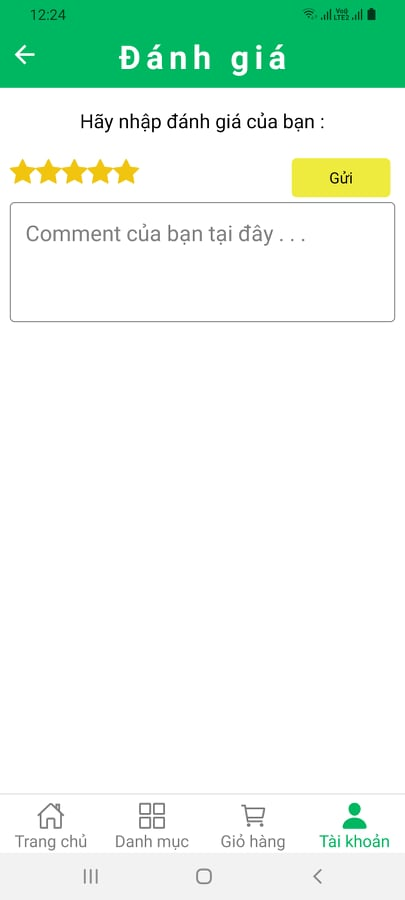 12:24
Đánh giá
Hãy nhập đánh giá của bạn :
Gửi
Comment của bạn tại đây . . .
Trang chủ
Danh mục
Giỏ hàng
Tài khoản